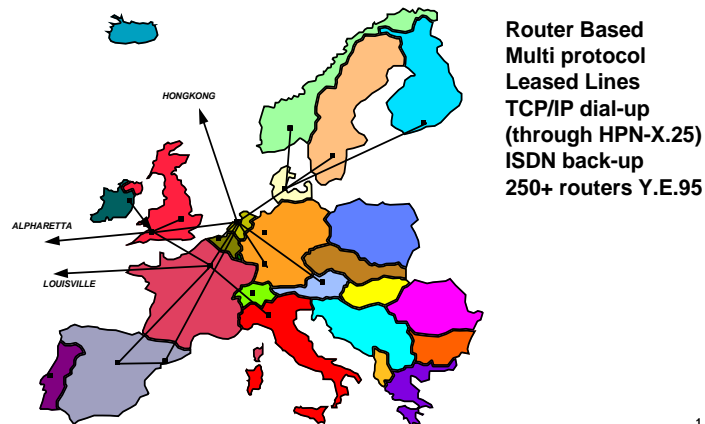 Router Based
Multi protocol
Leased Lines
TCP/IP dial-up
(through HPN-X.25)
ISDN back-up
250+ routers Y.E.95
HONGKONG
ALPHARETTA
LOUISVILLE
1